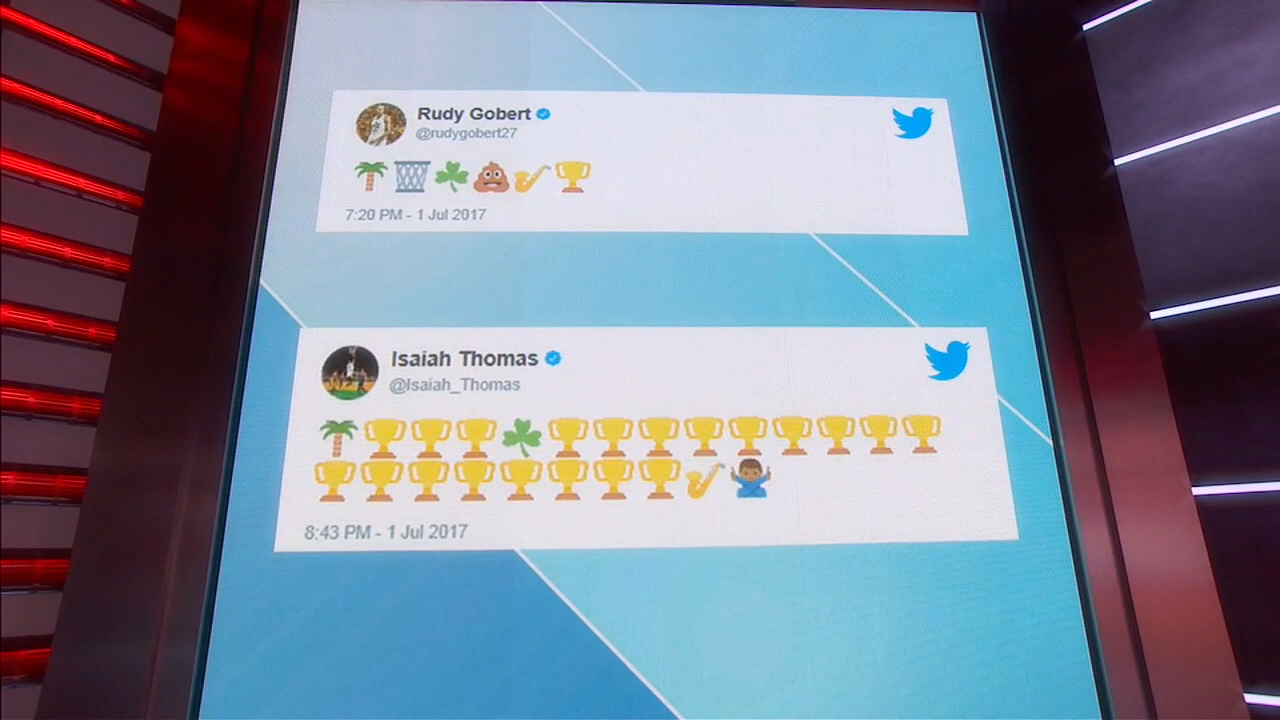 Rudy Gobert
@rudygobert27
7:20 PM - 1 Jul 2017
Isaiah Thomas
@Isaiah_Thomas
8:43 PM - 1 Jul 2017